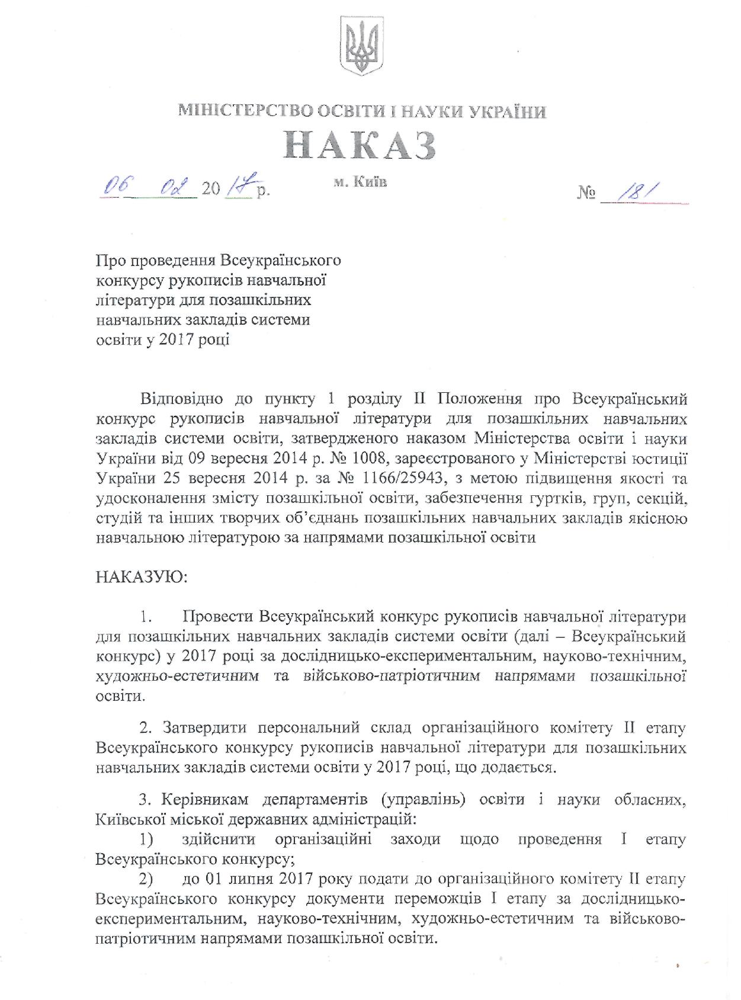 МІНІСТЕРСТВО ОСВІТИ І НАУКИ УКРАЇНИ
НАКАЗ
м. Київ
06 02 2017 р.
№ 181
Про проведення Всеукраїнського
конкурсу рукописів навчальної
літератури для позашкільних
навчальних закладів системи
освіти у 2017 році
Відповідно до пункту 1 розділу ІІ Положення про Всеукраїнський
конкурс рукописів навчальної літератури для позашкільних навчальних
закладів системи освіти, затвердженого наказом Міністерства освіти і науки
України від 09 вересня 2014 р. № 1008, зареєстрованого у Міністерстві юстиції
України 25 вересня 2014 р. за № 1166/25943, з метою підвищення якості та
удосконалення змісту позашкільної освіти, забезпечення гуртків, груп, секцій,
студій та інших творчих об’єднань позашкільних навчальних закладів якісною
навчальною літературою за напрямами позашкільної освіти
НАКАЗУЮ:
1. Провести Всеукраїнський конкурс рукописів навчальної літератури
для позашкільних навчальних закладів системи освіти (далі – Всеукраїнський
конкурс) у 2017 році за дослідницько-експериментальним, науково-технічним,
художньо-естетичним та військово-патріотичним напрямами позашкільної
освіти.
2. Затвердити персональний склад організаційного комітету ІІ етапу
Всеукраїнського конкурсу рукописів навчальної літератури для позашкільних
навчальних закладів системи освіти у 2017 році, що додається.
3. Керівникам департаментів (управлінь) освіти і науки обласних,
Київської міської державних адміністрацій:
1) здійснити організаційні заходи щодо проведення І етапу
Всеукраїнського конкурсу;
2) до 01 липня 2017 року подати до організаційного комітету ІІ етапу
Всеукраїнського конкурсу документи переможців І етапу за дослідницько-
експериментальним, науково-технічним, художньо-естетичним та військово-
патріотичним напрямами позашкільної освіти.